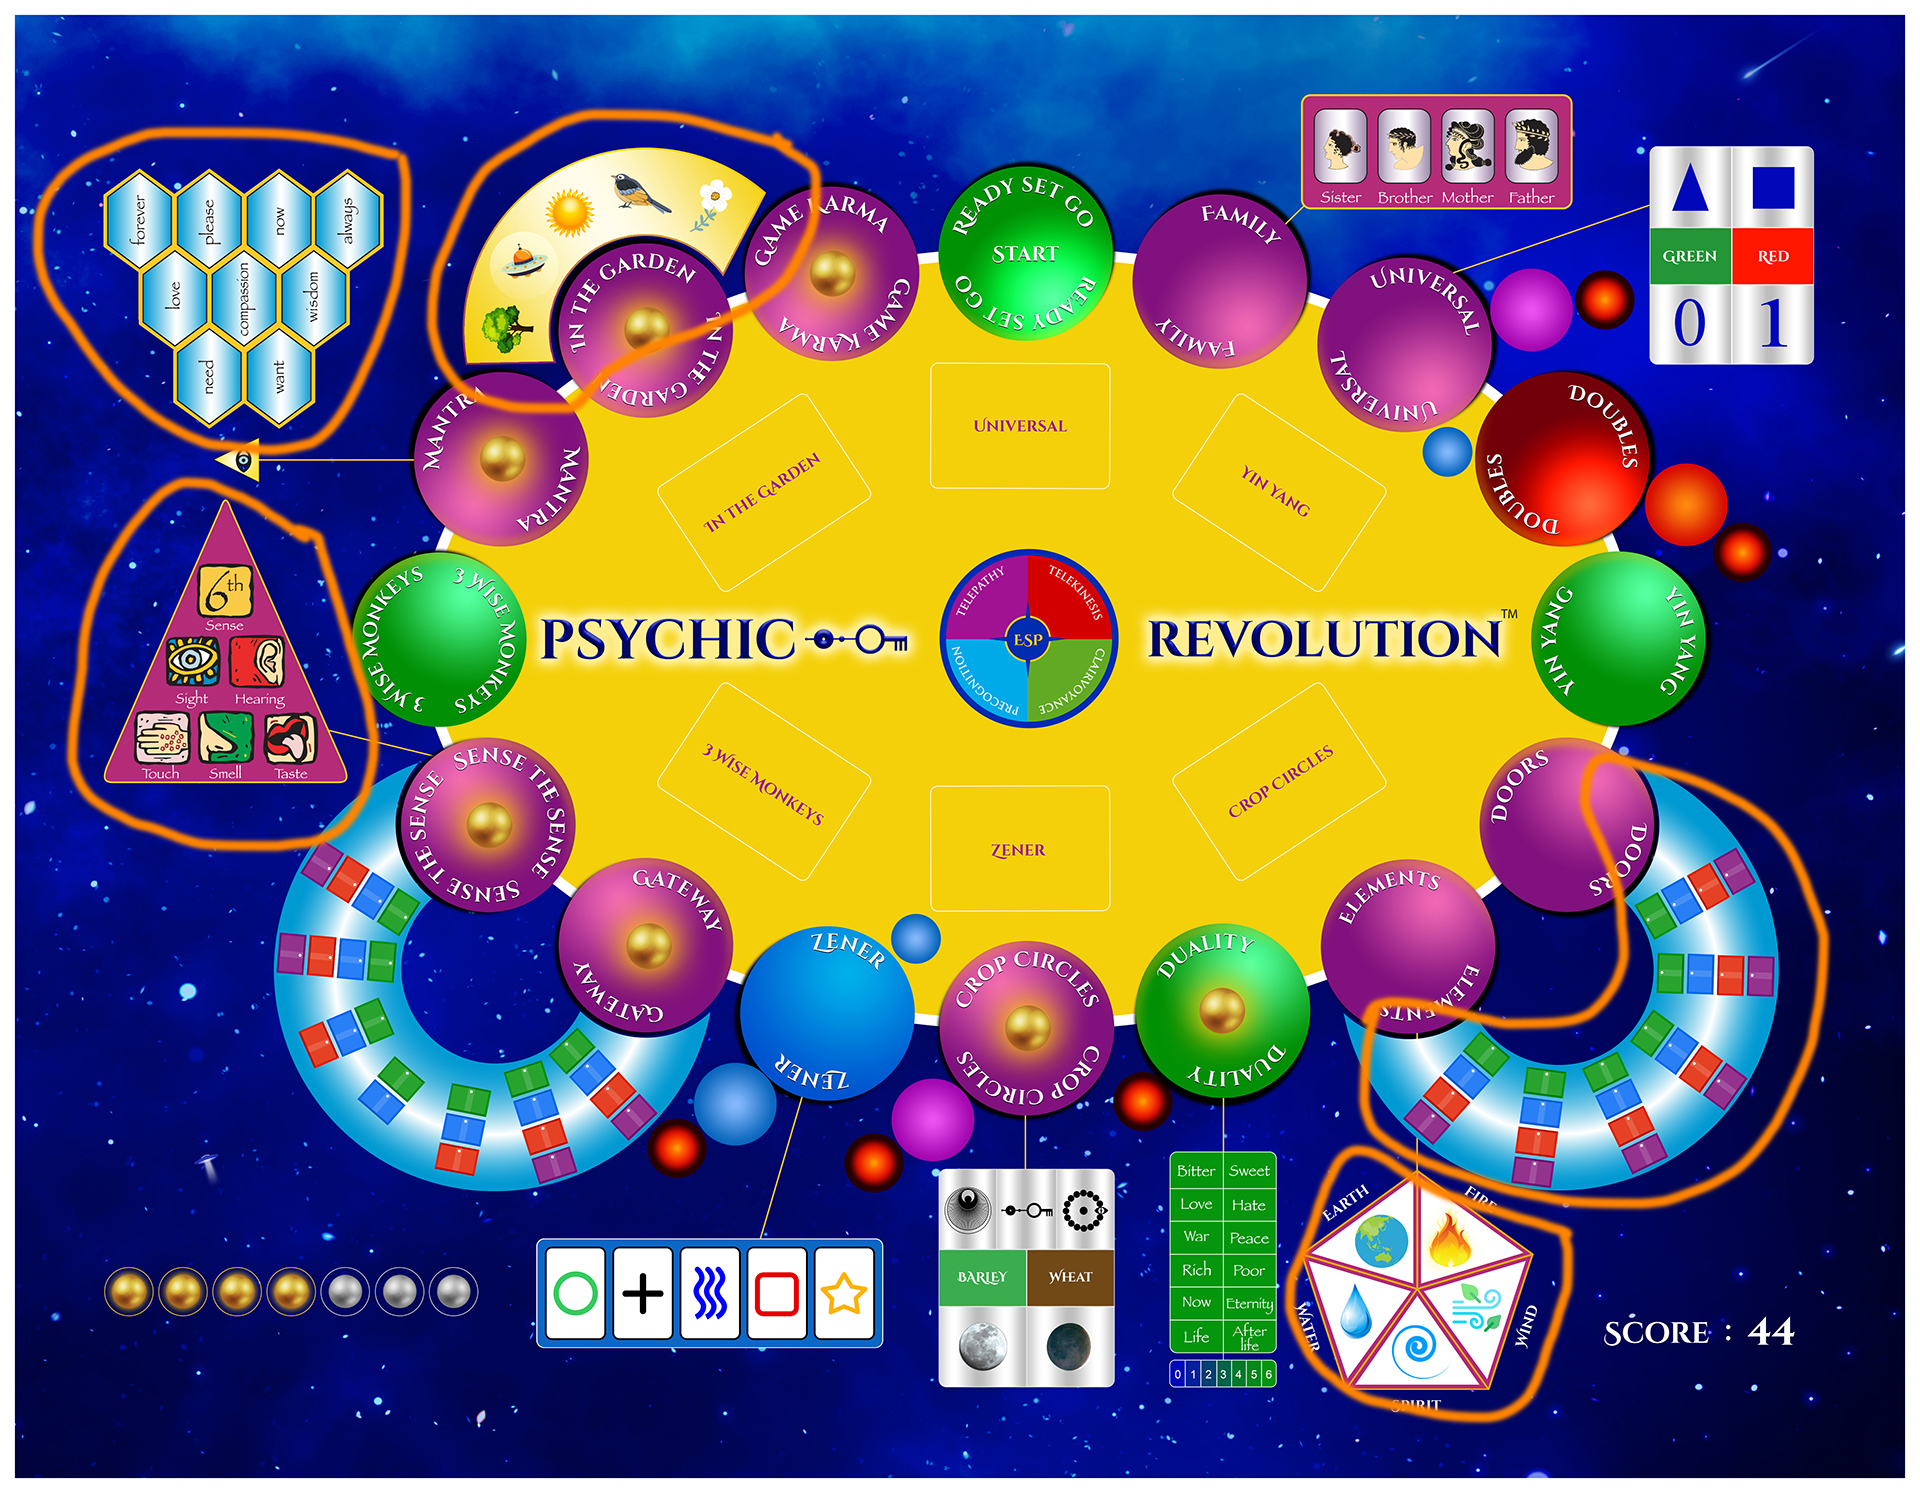 forever
please
now
always
love
compassion
wisdom
need
want
IN THE GARDEN
IN THE GARDEN
GAME KARMA
GAME KARMA
READY SET GO
START
READY SET GO
FAMILY
FAMILY
Sister Brother Mother Father
UNIVERSAL
UNIVERSAL
GREEN RED
0 1
DOUBLES
DOUBLES
MANTRA
MANTRA
UNIVERSAL
IN THE GARDEN
YIN YANG
6th
Sense
Sight Hearing
Touch Smell Taste
3 WISE MONKEYS
3 WISE MONKEYS
PSYCHIC
TELEPATHY
TELEKINESIS
ESP
PRECOGNITION
CLAIRVOYANCE
REVOLUTION™
YIN YANG
YIN YANG
3 WISE MONKEYS
ZENER
CROP CIRCLES
SENSE THE SENSE
SENSE THE SENSE
GATEWAY
GATEWAY
ZENER
ZENER
CROP CIRCLES
CROP CIRCLES
DUALITY
DUALITY
ELEMENTS
ELEMENTS
DOORS
DOORS
BARLEY WHEAT
Bitter Sweet
Love Hate
War Peace
Rich Poor
Now Eternity
Life After life
0 1 2 3 4 5 6
EARTH
FIRE
WATER
WIND
SPIRIT
SCORE : 44